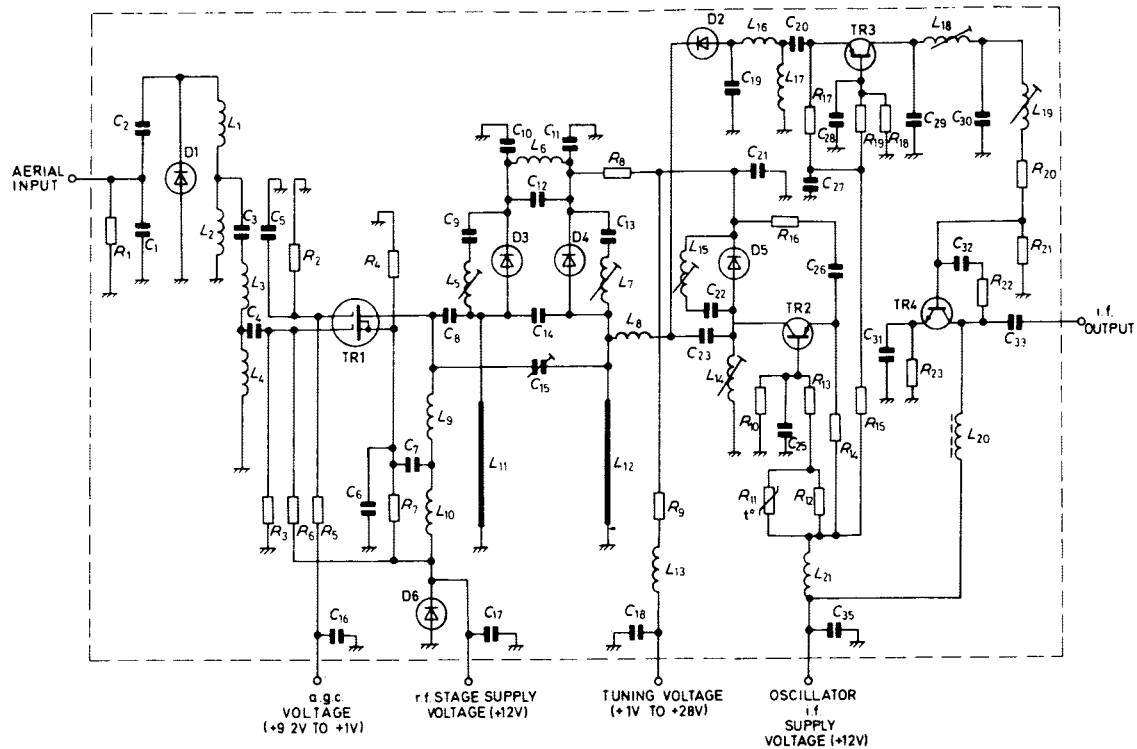 D2
L16
C20
TR3
L18
C19
L17
R17
C28
R19
R18
C29
C30
L19
C2
L1
D1
AERIAL
INPUT
R1
C1
L2
C3
C5
R2
R4
L3
C4
L4
TR1
C10
C11
L6
C12
C9
D3
D4
C13
L5
L7
C8
C14
C15
R8
C21
C27
R20
R16
L15
D5
C26
C22
TR2
L8
C23
L14
R10
C25
R13
R14
R15
R21
C32
R22
TR4
C31
R23
C33
i.f.
OUTPUT
L20
L9
C7
C6
R7
L10
L11
L12
R3
R6
R5
R9
R11
t°
R12
L13
L21
D6
C16
C17
C18
C35
a.g.c.
VOLTAGE
(+9 2V TO +1V)
r.f. STAGE SUPPLY
VOLTAGE (+12V)
TUNING VOLTAGE
(+1V TO +28V)
OSCILLATOR
i.f
SUPPLY
VOLTAGE (+12V)